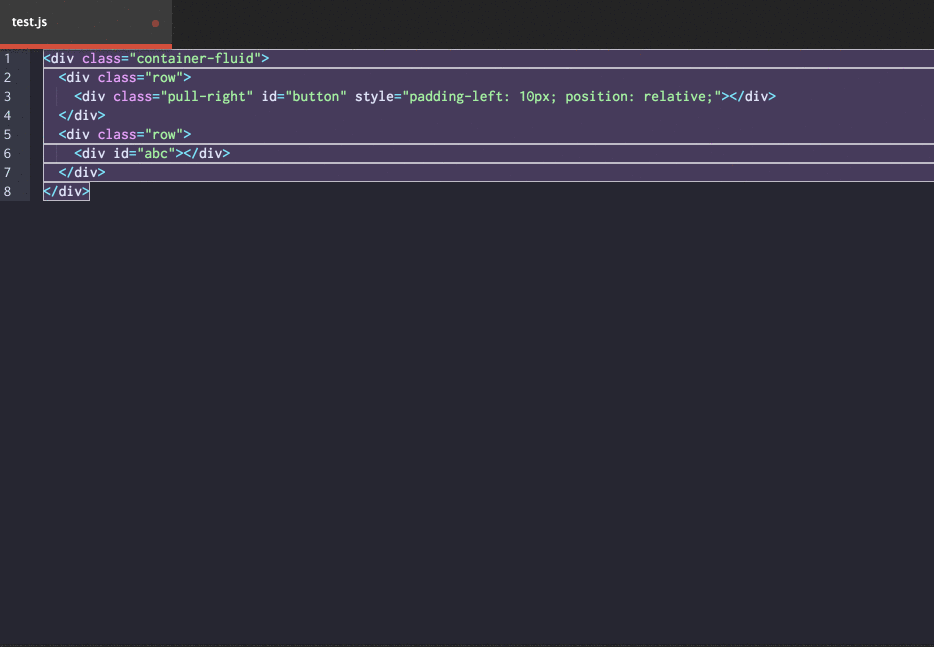 test.js
1 <div class="container-fluid">
2   <div class="row">
3     <div class="pull-right" id="button" style="padding-left: 10px; position: relative;"></div>
4   </div>
5   <div class="row">
6     <div id="abc"></div>
7   </div>
8 </div>